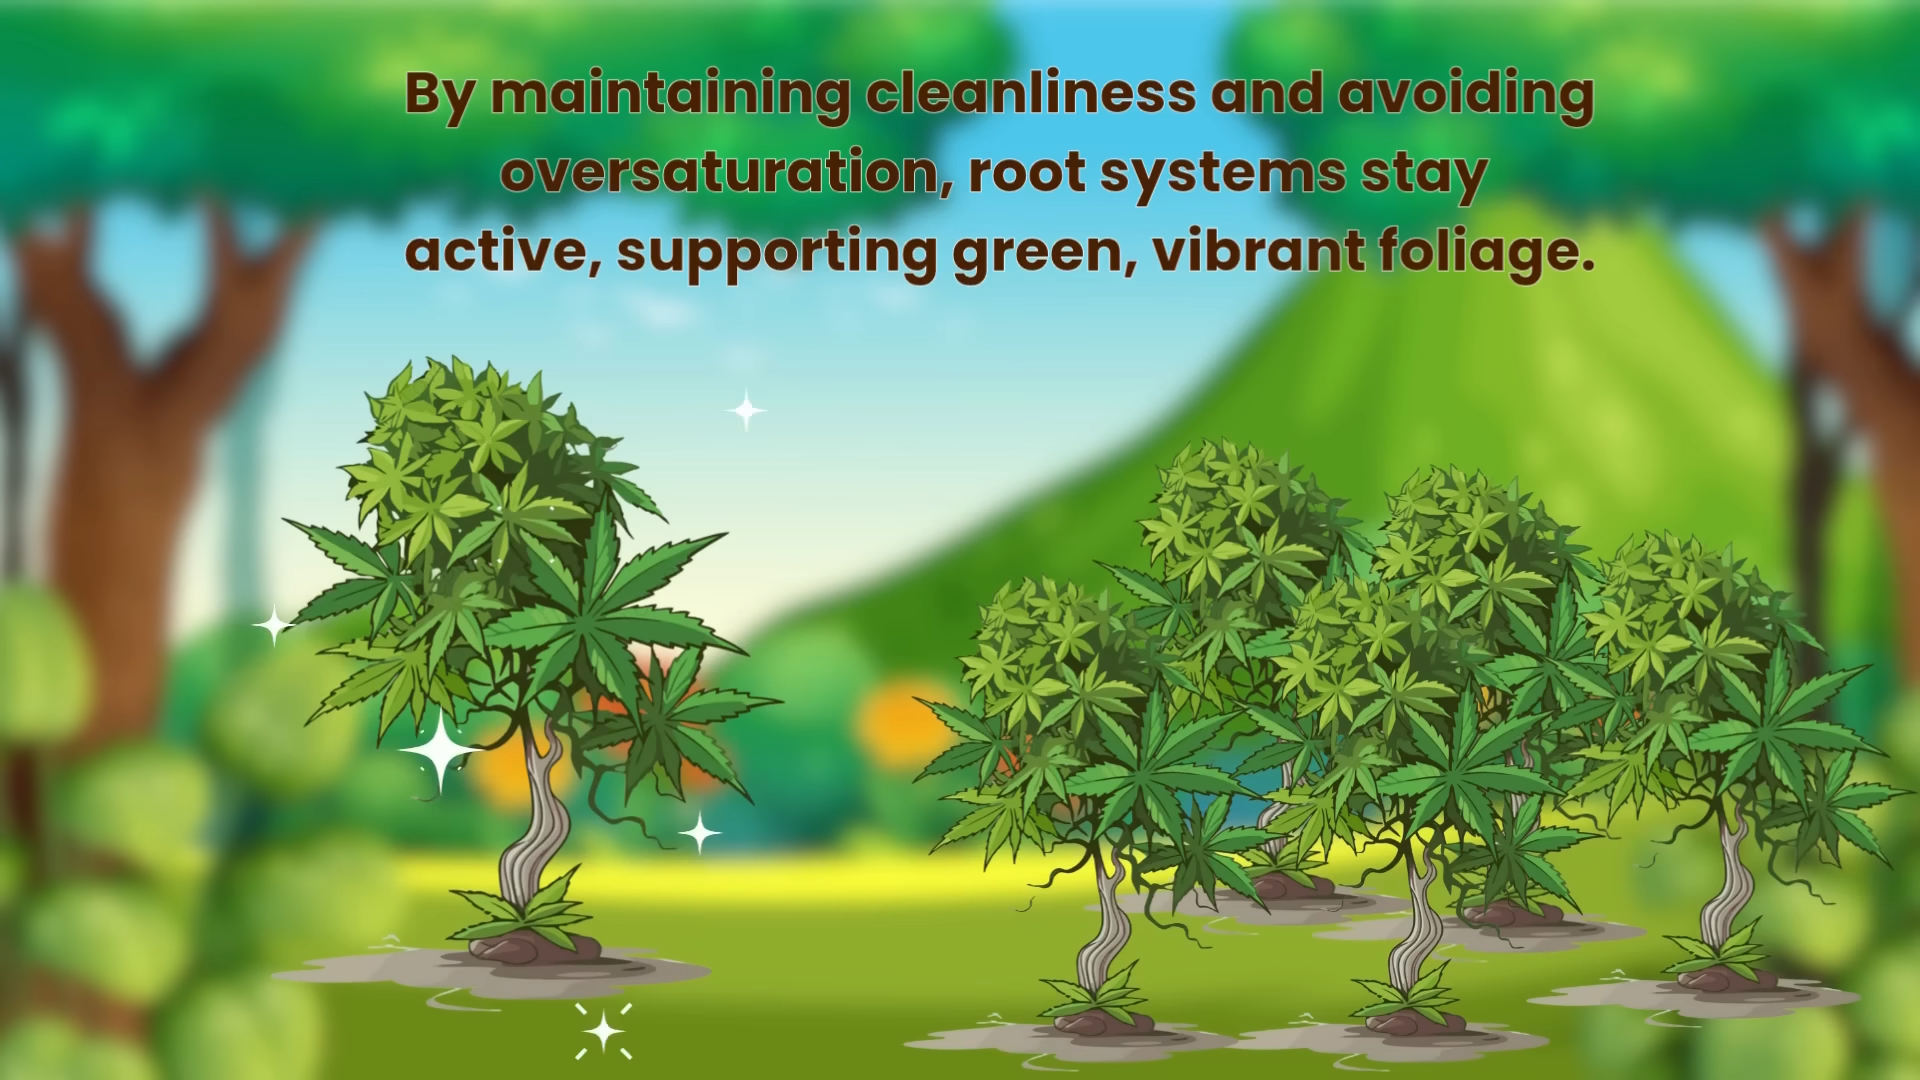 By maintaining cleanliness and avoiding
oversaturation, root systems stay
active, supporting green, vibrant foliage.